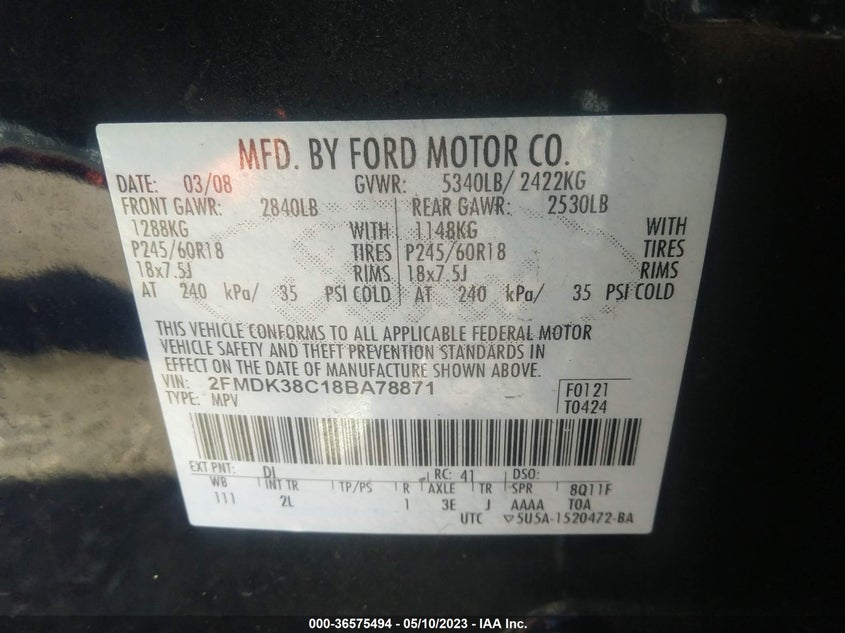 MFD. BY FORD MOTOR CO.
DATE: 03/08 GVWR: 5340LB/ 2422KG
FRONT GAWR: 2840LB REAR GAWR: 2530LB
1288KG WITH 1148KG WITH
P245/60R18 TIRES P245/60R18 TIRES
18x7.5J RIMS 18x7.5J RIMS
AT 240 kPa/ 35 PSI COLD AT 240 kPa/ 35 PSI COLD
THIS VEHICLE CONFORMS TO ALL APPLICABLE FEDERAL MOTOR
VEHICLE SAFETY AND THEFT PREVENTION STANDARDS IN
EFFECT ON THE DATE OF MANUFACTURE SHOWN ABOVE.
VIN: 2FMDK38C18BA78871 F0121
TYPE: MPV T0424
EXT PNT: DL RC: 41 DSO:
WB INT TR TP/PS R AXLE TR SPR 8Q11F
111 2L 1 3E J AAAA TOA
UTC ▽5U5A-1520472-BA
000-36575494 — 05/10/2023 — IAA Inc.